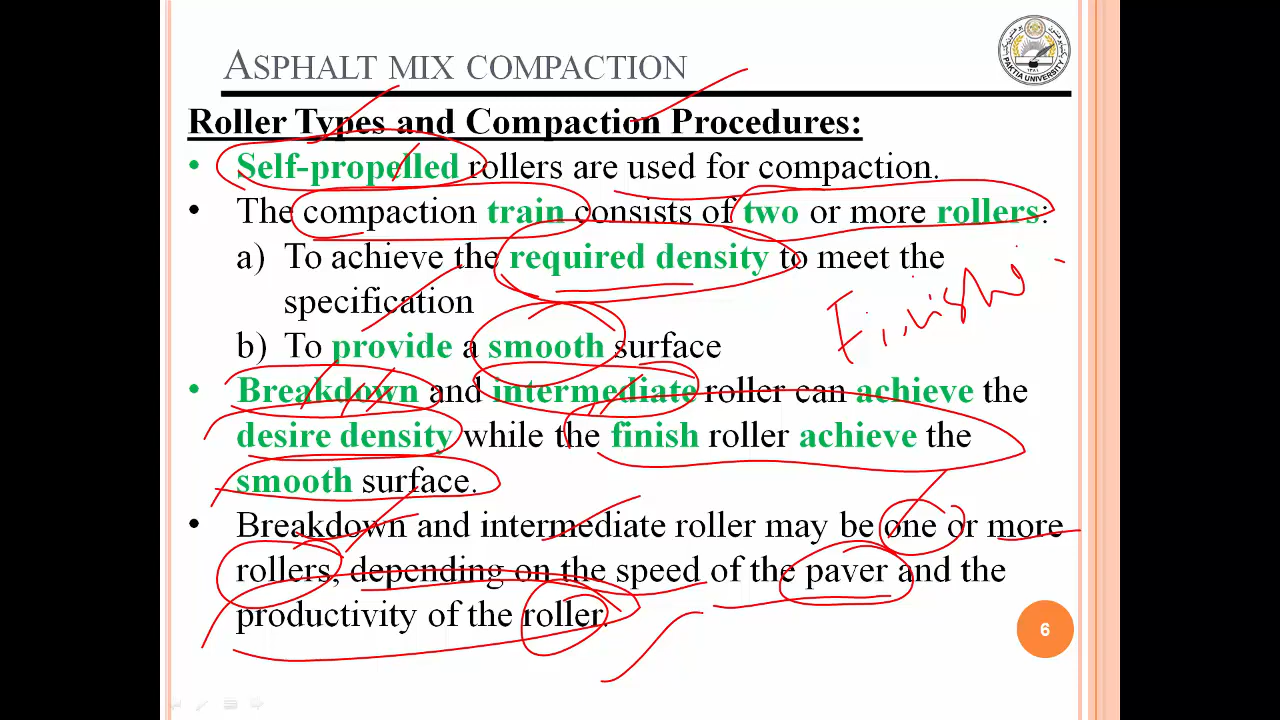 ASPHALT MIX COMPACTION
PAKTIA UNIVERSITY
Roller Types and Compaction Procedures:
• Self-propelled rollers are used for compaction.
• The compaction train consists of two or more rollers:
a) To achieve the required density to meet the
specification
b) To provide a smooth surface
Finishe
• Breakdown and intermediate roller can achieve the
desire density while the finish roller achieve the
smooth surface.
• Breakdown and intermediate roller may be one or more
rollers, depending on the speed of the paver and the
productivity of the roller.
6